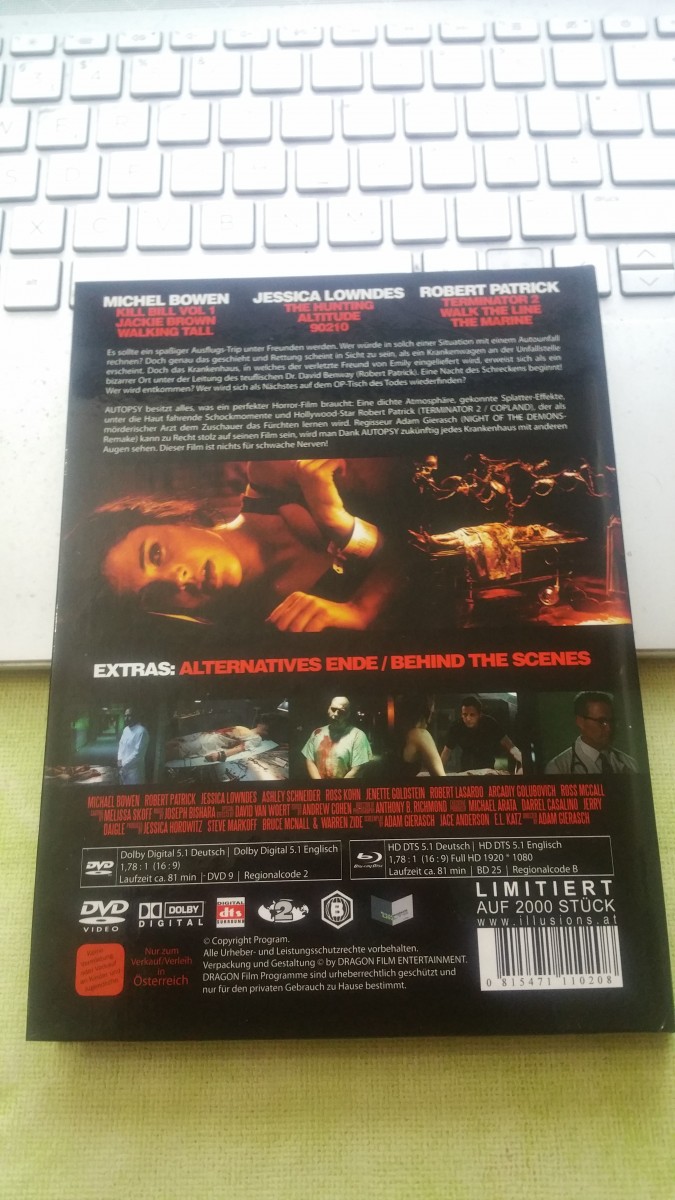 MICHEL BOWEN
KILL BILL VOL 1
JACKIE BROWN
WALKING TALL
JESSICA LOWNDES
THE HUNTING
ALTITUDE
90210
ROBERT PATRICK
TERMINATOR 2
WALK THE LINE
THE MARINE
Es sollte ein spaßiger Ausflugs-Trip unter Freunden werden. Wer würde in solch einer Situation mit einem Autounfall
rechnen? Doch genau das geschieht und Rettung scheint in Sicht zu sein, als ein Krankenwagen an der Unfallstelle
erscheint. Doch das Krankenhaus, in welches der verletzte Freund von Emily eingeliefert wird, erweist sich als ein
bizarrer Ort unter der Leitung des teuflischen Dr. David Benway (Robert Patrick). Eine Nacht des Schreckens beginnt!
Wer wird entkommen? Wer wird sich als Nächstes auf dem OP-Tisch des Todes wiederfinden?
AUTOPSY besitzt alles, was ein perfekter Horror-Film braucht: Eine dichte Atmosphäre, gekonnte Splatter-Effekte,
unter die Haut fahrende Schockmomente und Hollywood-Star Robert Patrick (TERMINATOR 2 / COPLAND), der als
mörderischer Arzt dem Zuschauer das Fürchten lernen wird. Regisseur Adam Gierasch (NIGHT OF THE DEMONS-
Remake) kann zu Recht stolz auf seinen Film sein, wird man Dank AUTOPSY zukünftig jedes Krankenhaus mit anderen
Augen sehen. Dieser Film ist nichts für schwache Nerven!
EXTRAS: ALTERNATIVES ENDE / BEHIND THE SCENES
MICHAEL BOWEN ROBERT PATRICK JESSICA LOWNDES ASHLEY SCHNEIDER ROSS KOHN JENETTE GOLDSTEIN ROBERT LASARDO ARCADIY GOLUBOVICH ROSS MCCALL
MELISSA SKOFF JOSEPH BISHARA DAVID VAN WOERT ANDREW COHEN ANTHONY B. RICHMOND MICHAEL ARATA DARREL CASALINO JERRY
DAIGLE JESSICA HOROWITZ STEVE MARKOFF BRUCE MCNALL & WARREN ZIDE ADAM GIERASCH JACE ANDERSON E.L. KATZ ADAM GIERASCH
DVD
Dolby Digital 5.1 Deutsch | Dolby Digital 5.1 Englisch
1,78 : 1 (16 : 9)
Laufzeit ca. 81 min | DVD 9 | Regionalcode 2
Blu-ray Disc
HD DTS 5.1 Deutsch | HD DTS 5.1 Englisch
1,78 : 1 (16 : 9) Full HD 1920 * 1080
Laufzeit ca. 81 min | BD 25 | Regionalcode B
DVD
VIDEO
DOLBY
DIGITAL
DIGITAL
dts
SURROUND
2
B
LIMITIERT
AUF 2000 STÜCK
www.illusions.at
0 815471 110208
Nur zum
Verkauf/Verleih
in
Österreich
© Copyright Program.
Alle Urheber- und Leistungsschutzrechte vorbehalten.
Verpackung und Gestaltung © by DRAGON FILM ENTERTAINMENT.
DRAGON Film Programme sind urheberrechtlich geschützt und
nur für den privaten Gebrauch zu Hause bestimmt.